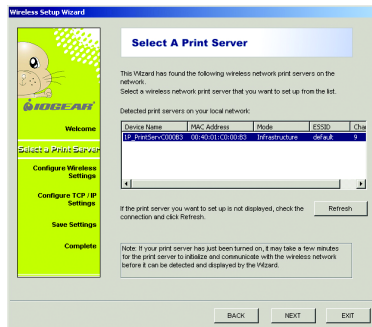 Wireless Setup Wizard
IOGEAR
Welcome
Select a Print Server
Configure Wireless
Settings
Configure TCP / IP
Settings
Save Settings
Complete
Select A Print Server
This Wizard has found the following wireless network print servers on the
network.
Select a wireless network print server that you want to set up from the list.
Detected print servers on your local network:
Device Name MAC Address Mode ESSID Chan
IP_PrintServC000B3 00:40:01:C0:00:B3 Infrastructure default 9
If the print server you want to set up is not displayed, check the
connection and click Refresh.
Refresh
Note: If your print server has just been turned on, it may take a few minutes
for the print server to initialize and communicate with the wireless network
before it can be detected and displayed by the Wizard.
BACK NEXT EXIT